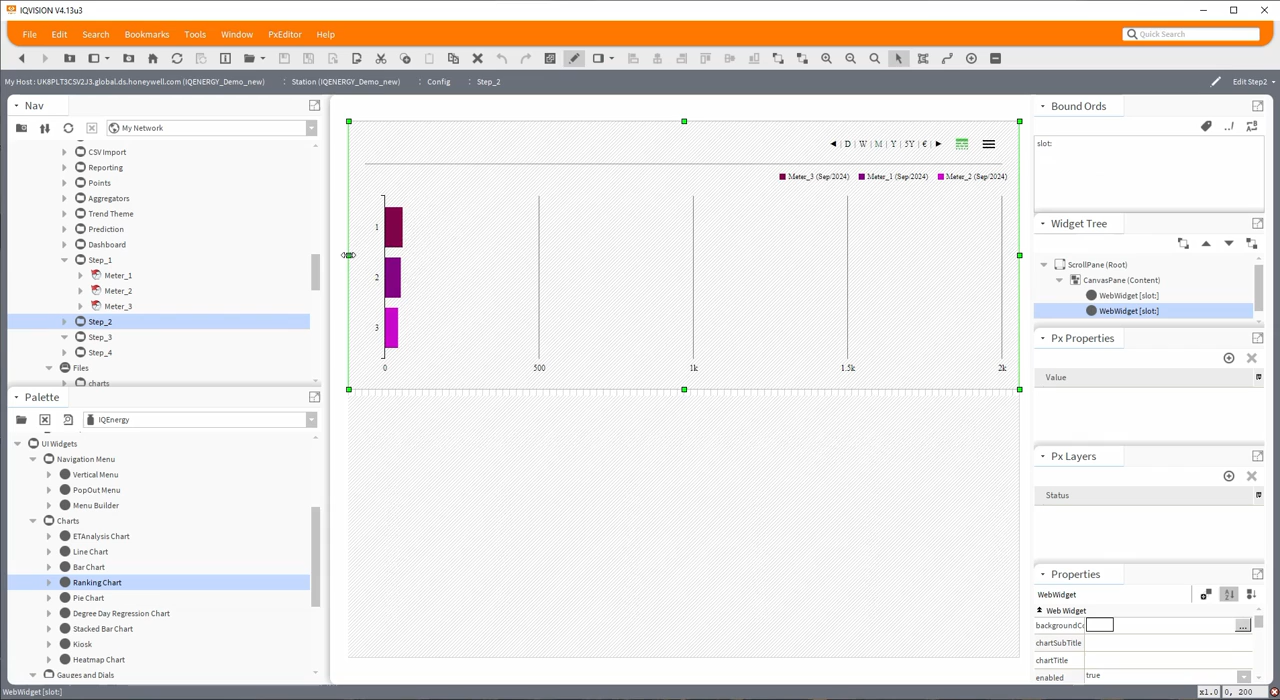 IQVISION V4.13u3
File Edit Search Bookmarks Tools Window PxEditor Help
Quick Search
My Host : UK8PLT3CSV2J3.global.ds.honeywell.com (IQENERGY_Demo_new) : Station (IQENERGY_Demo_new) : Config : Step_2
Edit Step2
Nav
My Network
CSV Import
Reporting
Points
Aggregators
Trend Theme
Prediction
Dashboard
Step_1
Meter_1
Meter_2
Meter_3
Step_2
Step_3
Step_4
Files
charts
Palette
IQEnergy
UI Widgets
Navigation Menu
Vertical Menu
PopOut Menu
Menu Builder
Charts
ETAnalysis Chart
Line Chart
Bar Chart
Ranking Chart
Pie Chart
Degree Day Regression Chart
Stacked Bar Chart
Kiosk
Heatmap Chart
Gauges and Dials
WebWidget [slot:]
D | W | M | Y | 5Y | €
Meter_3 (Sep/2024) Meter_1 (Sep/2024) Meter_2 (Sep/2024)
1
2
3
0 500 1k 1.5k 2k
Bound Ords
slot:
Widget Tree
ScrollPane (Root)
CanvasPane (Content)
WebWidget [slot:]
WebWidget [slot:]
Px Properties
Value
Px Layers
Status
Properties
WebWidget
Web Widget
backgroundCo
chartSubTitle
chartTitle
enabled true
x1.0 0, 200